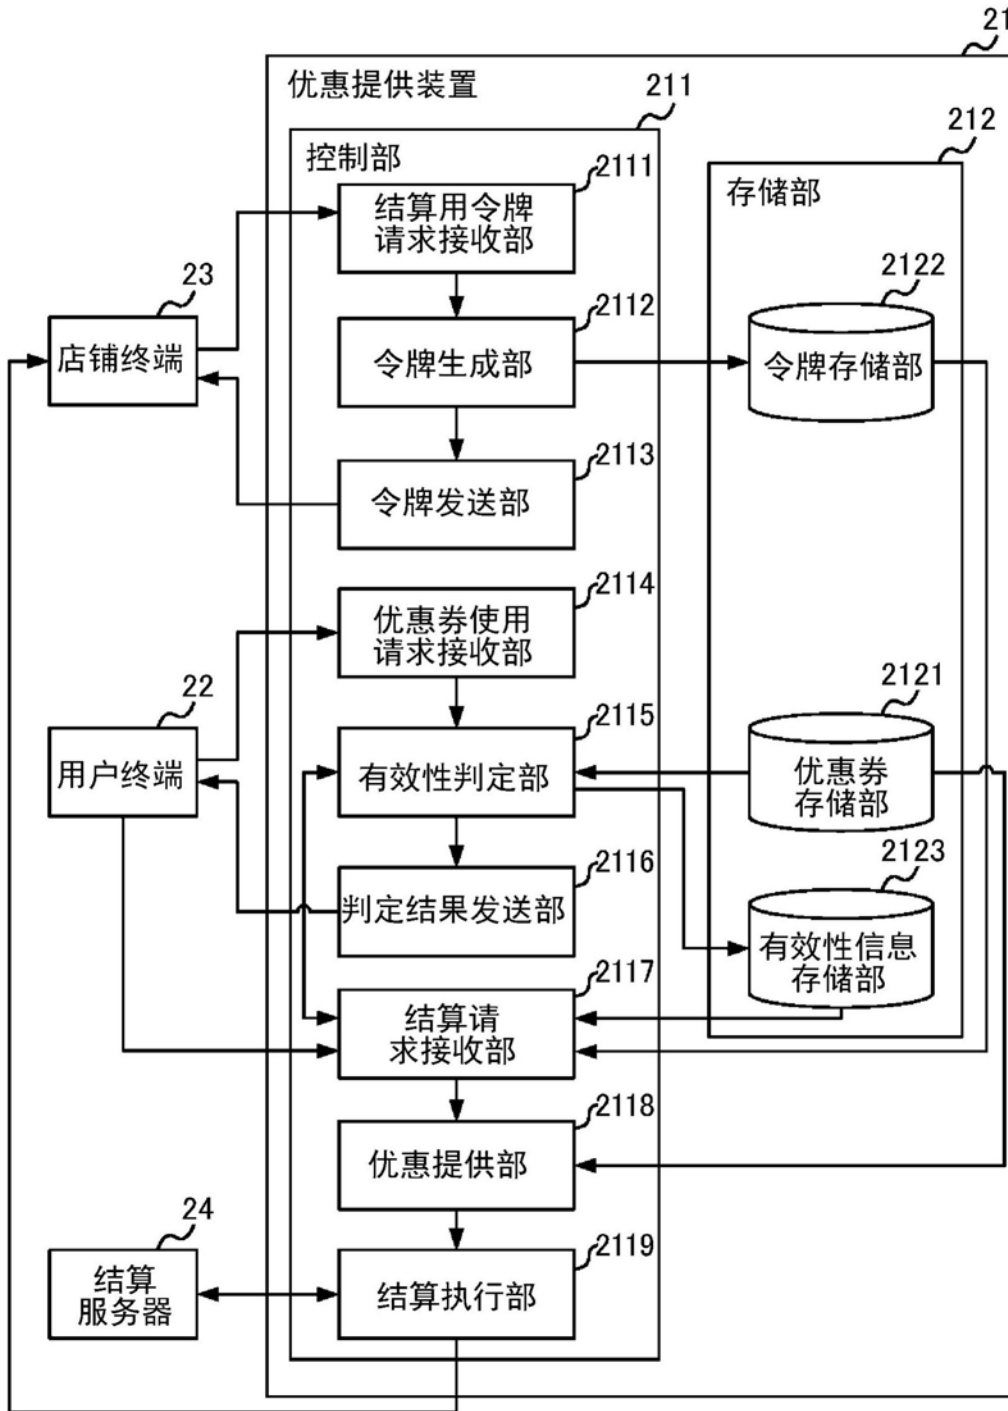 21
优惠提供装置
211
212
控制部
2111
存储部
结算用令牌
请求接收部
23
2112
2122
店铺终端
令牌生成部
令牌存储部
2113
令牌发送部
2114
优惠券使用
请求接收部
22
2115
2121
用户终端
有效性判定部
优惠券
存储部
2116
2123
判定结果发送部
有效性信息
存储部
2117
结算请
求接收部
2118
优惠提供部
24
2119
结算
服务器
结算执行部